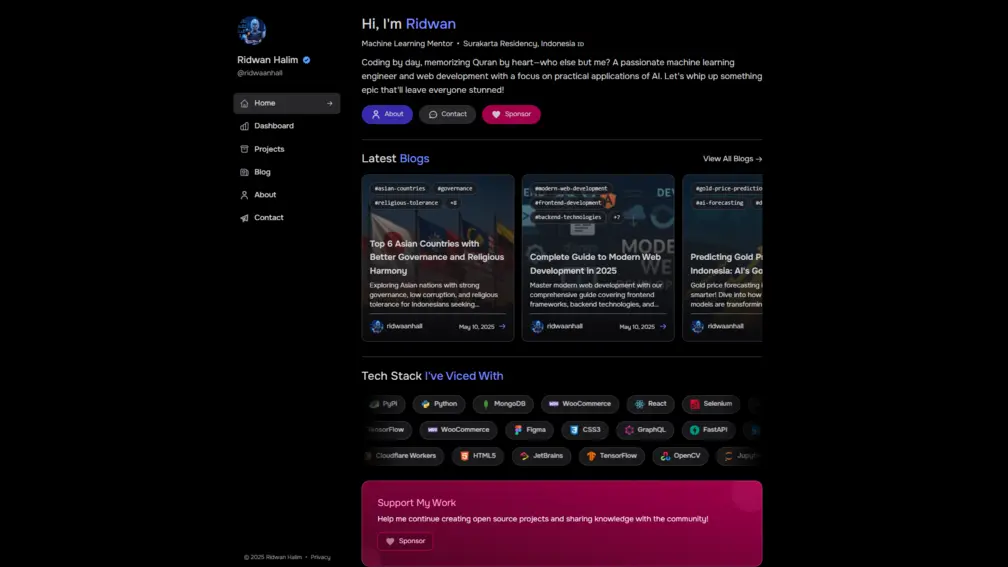 Ridwan Halim
@ridwaanhall
Home
Dashboard
Projects
Blog
About
Contact
© 2025 Ridwan Halim • Privacy
Hi, I'm Ridwan
Machine Learning Mentor • Surakarta Residency, Indonesia ID
Coding by day, memorizing Quran by heart—who else but me? A passionate machine learning
engineer and web development with a focus on practical applications of AI. Let's whip up something
epic that'll leave everyone stunned!
About
Contact
Sponsor
Latest Blogs
View All Blogs →
#asian-countries #governance
#religious-tolerance +8
Top 6 Asian Countries with
Better Governance and Religious
Harmony
Exploring Asian nations with strong
governance, low corruption, and religious
tolerance for Indonesians seeking...
ridwaanhall May 10, 2025 →
#modern-web-development
#frontend-development
#backend-technologies +7
Complete Guide to Modern Web
Development in 2025
Master modern web development with our
comprehensive guide covering frontend
frameworks, backend technologies, and...
ridwaanhall May 10, 2025 →
#gold-price-predictio
#ai-forecasting
Predicting Gold P
Indonesia: AI's Go
Gold price forecasting
smarter! Dive into how
models are transformin
ridwaanhall
Tech Stack I've Viced With
PyPI Python MongoDB WooCommerce React Selenium
TensorFlow WooCommerce Figma CSS3 GraphQL FastAPI
Cloudflare Workers HTML5 JetBrains TensorFlow OpenCV Jupyt
Support My Work
Help me continue creating open source projects and sharing knowledge with the community!
Sponsor